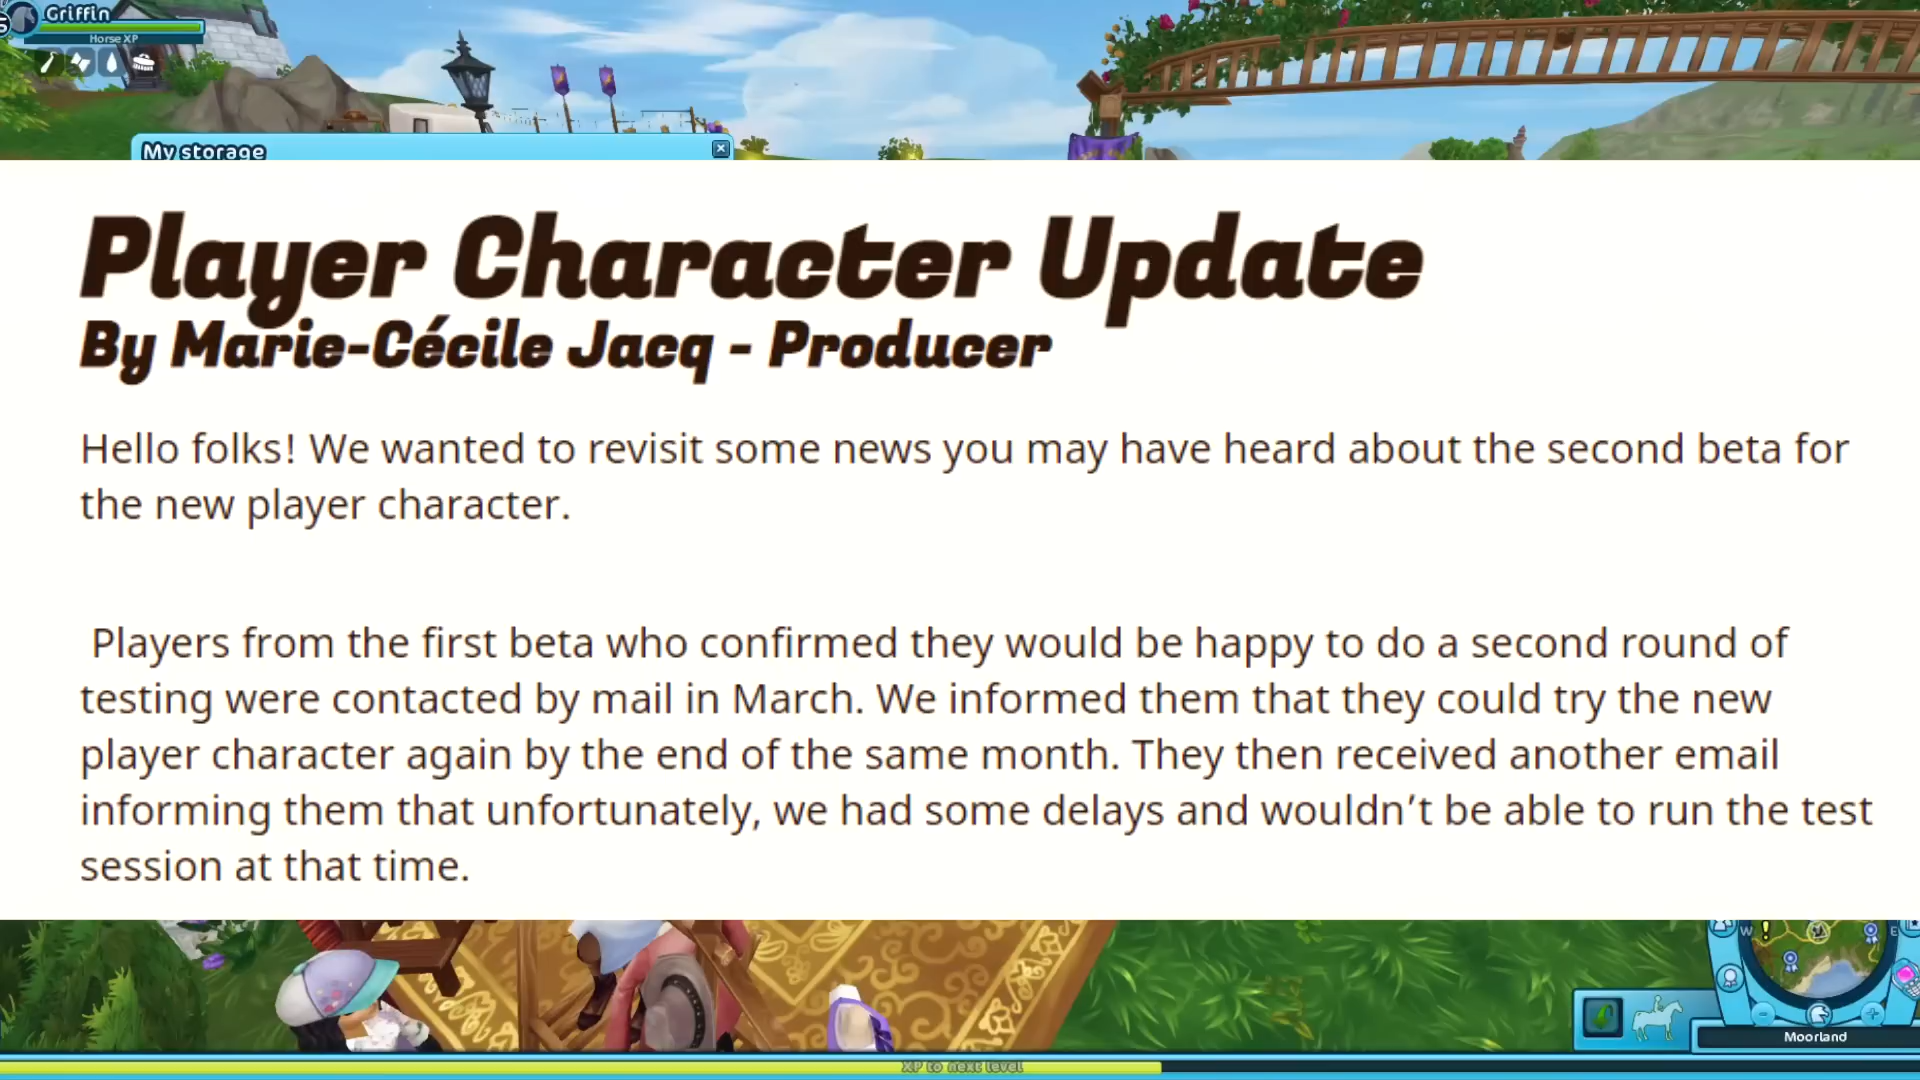 Griffin
Horse XP
My storage
Player Character Update
By Marie-Cécile Jacq - Producer
Hello folks! We wanted to revisit some news you may have heard about the second beta for
the new player character.
Players from the first beta who confirmed they would be happy to do a second round of
testing were contacted by mail in March. We informed them that they could try the new
player character again by the end of the same month. They then received another email
informing them that unfortunately, we had some delays and wouldn’t be able to run the test
session at that time.
W
E
Moorland
XP to next level